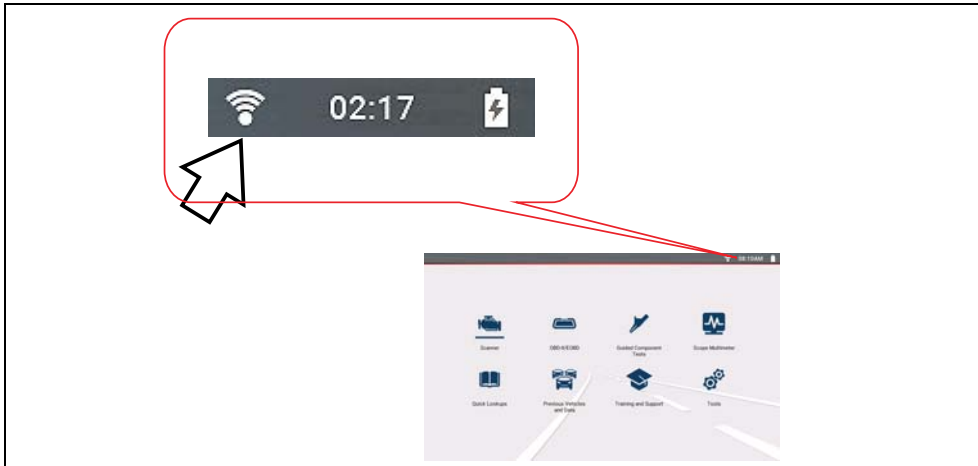 02:17
08:10AM
Scanner
OBD-II/EOBD
Guided Component
Tests
Scope Multimeter
Quick Lookups
Previous Vehicles
and Data
Training and Support
Tools